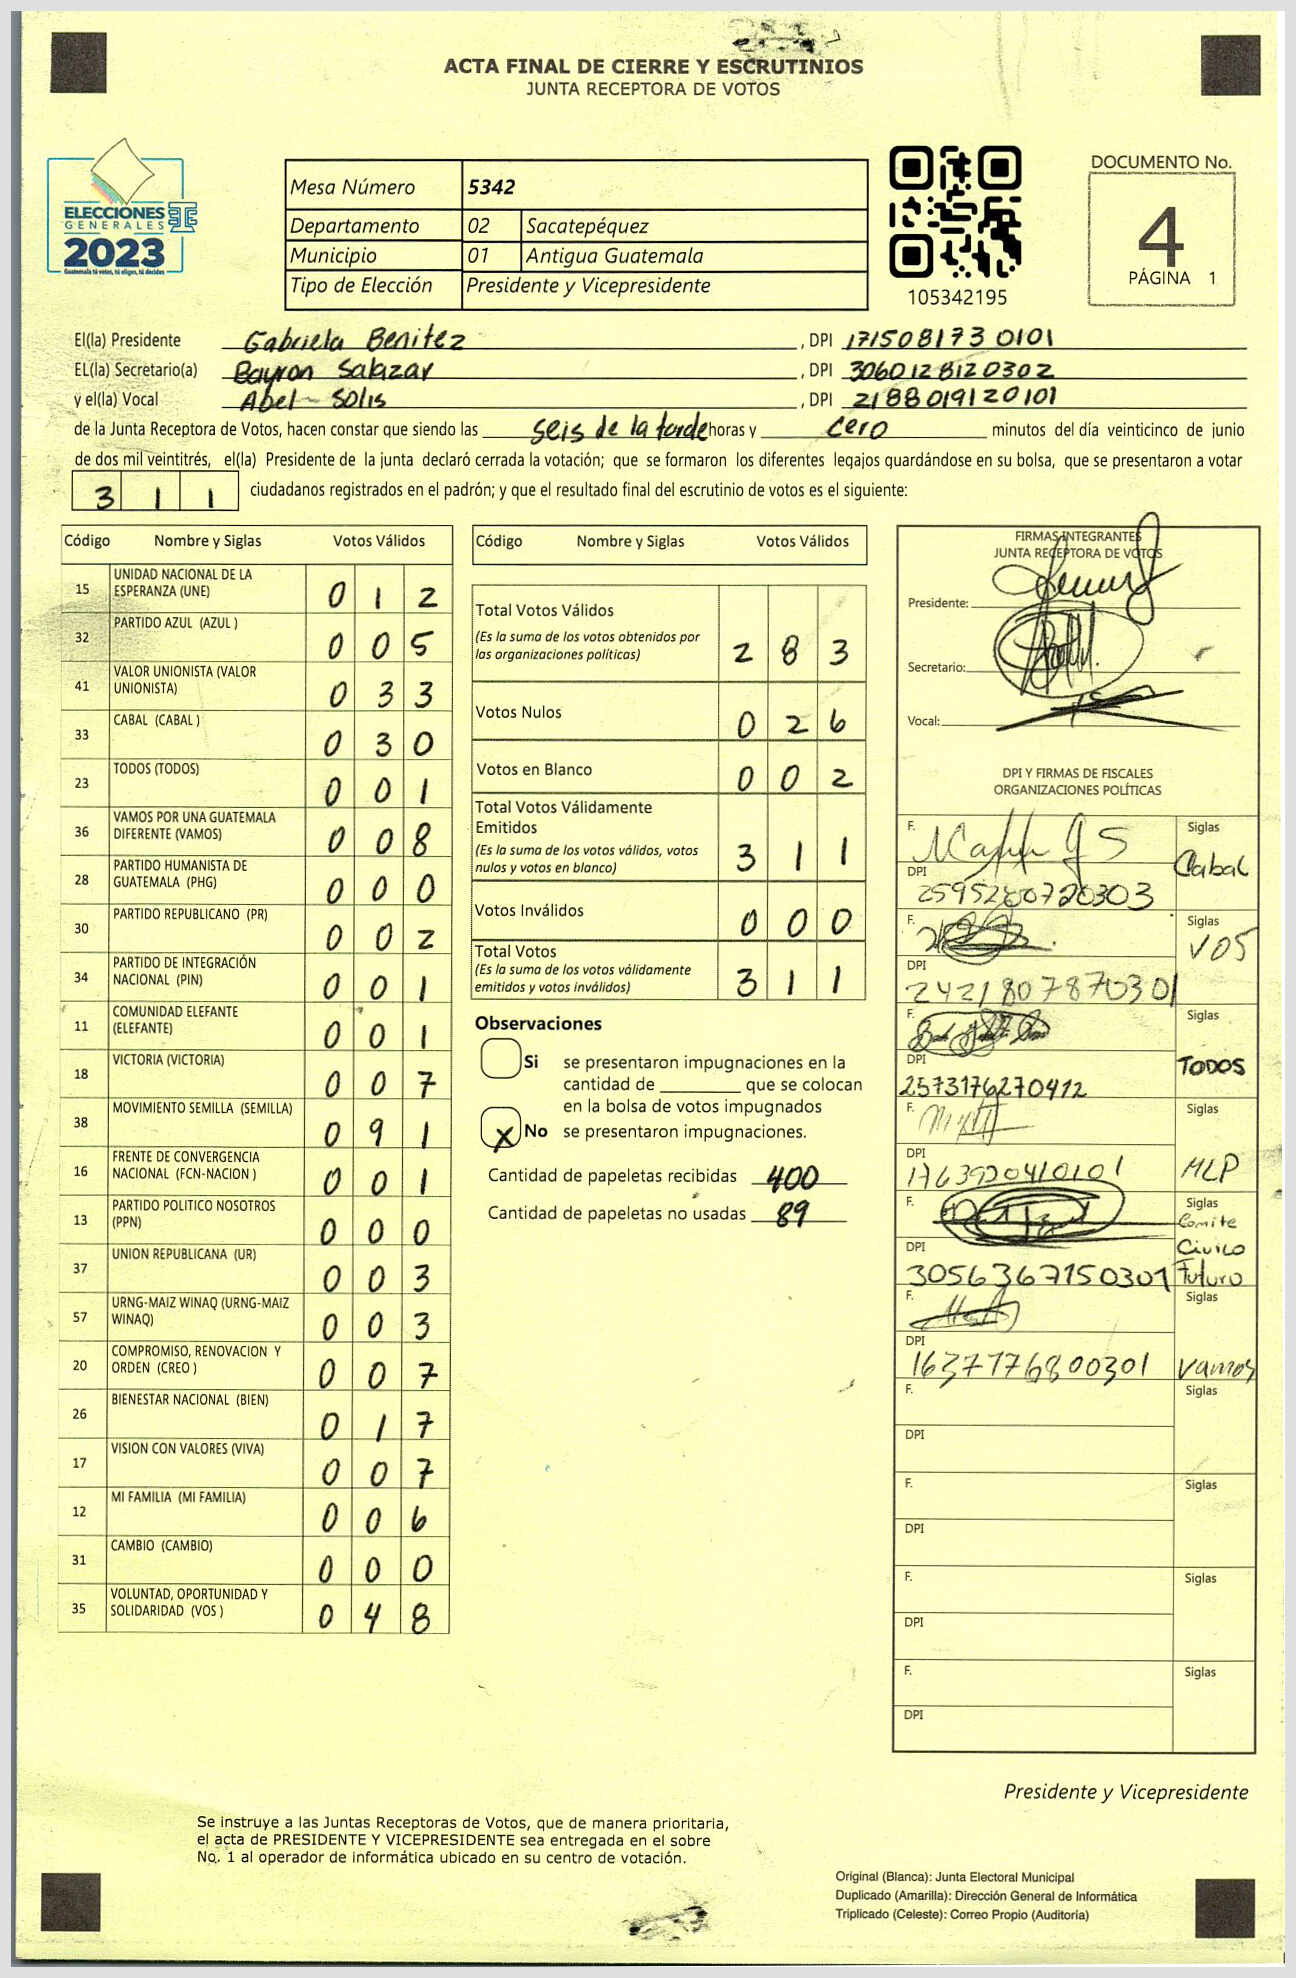 ACTA FINAL DE CIERRE Y ESCRUTINIOS
JUNTA RECEPTORA DE VOTOS
ELECCIONES
GENERALES
2023
Guatemala tú votas, tú eliges, tú decides
Mesa Número 5342
Departamento 02 Sacatepéquez
Municipio 01 Antigua Guatemala
Tipo de Elección Presidente y Vicepresidente
105342195
DOCUMENTO No.
4
PÁGINA 1
El(la) Presidente Gabriela Benitez, DPI 171508173 0101
EL(la) Secretario(a) Bayron Salazar, DPI 3060128120302
y el(la) Vocal Abel Solis, DPI 2188019120101
de la Junta Receptora de Votos, hacen constar que siendo las seis de la tarde horas y cero minutos del día veinticinco de junio
de dos mil veintitrés, el(la) Presidente de la junta declaró cerrada la votación; que se formaron los diferentes legajos guardándose en su bolsa, que se presentaron a votar
3 1 1 ciudadanos registrados en el padrón; y que el resultado final del escrutinio de votos es el siguiente:
Código Nombre y Siglas Votos Válidos
15 UNIDAD NACIONAL DE LA
ESPERANZA (UNE) 0 1 2
32 PARTIDO AZUL (AZUL ) 0 0 5
41 VALOR UNIONISTA (VALOR
UNIONISTA) 0 3 3
33 CABAL (CABAL ) 0 3 0
23 TODOS (TODOS) 0 0 1
36 VAMOS POR UNA GUATEMALA
DIFERENTE (VAMOS) 0 0 8
28 PARTIDO HUMANISTA DE
GUATEMALA (PHG) 0 0 0
30 PARTIDO REPUBLICANO (PR) 0 0 2
34 PARTIDO DE INTEGRACIÓN
NACIONAL (PIN) 0 0 1
11 COMUNIDAD ELEFANTE
(ELEFANTE) 0 0 1
18 VICTORIA (VICTORIA) 0 0 7
38 MOVIMIENTO SEMILLA (SEMILLA) 0 9 1
16 FRENTE DE CONVERGENCIA
NACIONAL (FCN-NACION ) 0 0 1
13 PARTIDO POLITICO NOSOTROS
(PPN) 0 0 0
37 UNION REPUBLICANA (UR) 0 0 3
57 URNG-MAIZ WINAQ (URNG-MAIZ
WINAQ) 0 0 3
20 COMPROMISO, RENOVACION Y
ORDEN (CREO ) 0 0 7
26 BIENESTAR NACIONAL (BIEN) 0 1 7
17 VISION CON VALORES (VIVA) 0 0 7
12 MI FAMILIA (MI FAMILIA) 0 0 6
31 CAMBIO (CAMBIO) 0 0 0
35 VOLUNTAD, OPORTUNIDAD Y
SOLIDARIDAD (VOS ) 0 4 8
Código Nombre y Siglas Votos Válidos
Total Votos Válidos
(Es la suma de los votos obtenidos por
las organizaciones políticas) 2 8 3
Votos Nulos 0 2 6
Votos en Blanco 0 0 2
Total Votos Válidamente
Emitidos
(Es la suma de los votos válidos, votos
nulos y votos en blanco) 3 1 1
Votos Inválidos 0 0 0
Total Votos
(Es la suma de los votos válidamente
emitidos y votos inválidos) 3 1 1
Observaciones
Si se presentaron impugnaciones en la
cantidad de ________ que se colocan
en la bolsa de votos impugnados
X No se presentaron impugnaciones.
Cantidad de papeletas recibidas 400
Cantidad de papeletas no usadas 89
FIRMAS INTEGRANTES
JUNTA RECEPTORA DE VOTOS
Presidente:
Secretario:
Vocal:
DPI Y FIRMAS DE FISCALES
ORGANIZACIONES POLÍTICAS
F. Siglas
Cabal
DPI
2595280720303
F. Siglas
VOS
DPI
2421807870301
F. Siglas
TODOS
DPI
2573176270412
F. Siglas
MLP
DPI
1763920410101
F. Siglas
Comite
Civico
Futuro
DPI
3056367150301
F. Siglas
Vamos
DPI
1637176800301
F. Siglas
DPI
F. Siglas
DPI
F. Siglas
DPI
F. Siglas
DPI
Presidente y Vicepresidente
Se instruye a las Juntas Receptoras de Votos, que de manera prioritaria,
el acta de PRESIDENTE Y VICEPRESIDENTE sea entregada en el sobre
No. 1 al operador de informática ubicado en su centro de votación.
Original (Blanca): Junta Electoral Municipal
Duplicado (Amarilla): Dirección General de Informática
Triplicado (Celeste): Correo Propio (Auditoría)